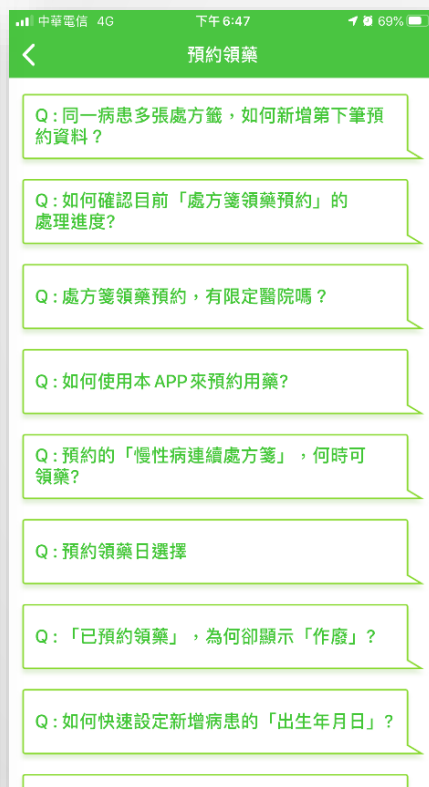 中華電信 4G 下午6:47 69%
預約領藥
Q : 同一病患多張處方籤，如何新增第下筆預
約資料？
Q : 如何確認目前「處方箋領藥預約」的
處理進度?
Q : 處方箋領藥預約，有限定醫院嗎？
Q : 如何使用本 APP 來預約用藥?
Q : 預約的「慢性病連續處方箋」，何時可
領藥?
Q : 預約領藥日選擇
Q : 「已預約領藥」，為何卻顯示「作廢」?
Q : 如何快速設定新增病患的「出生年月日」?